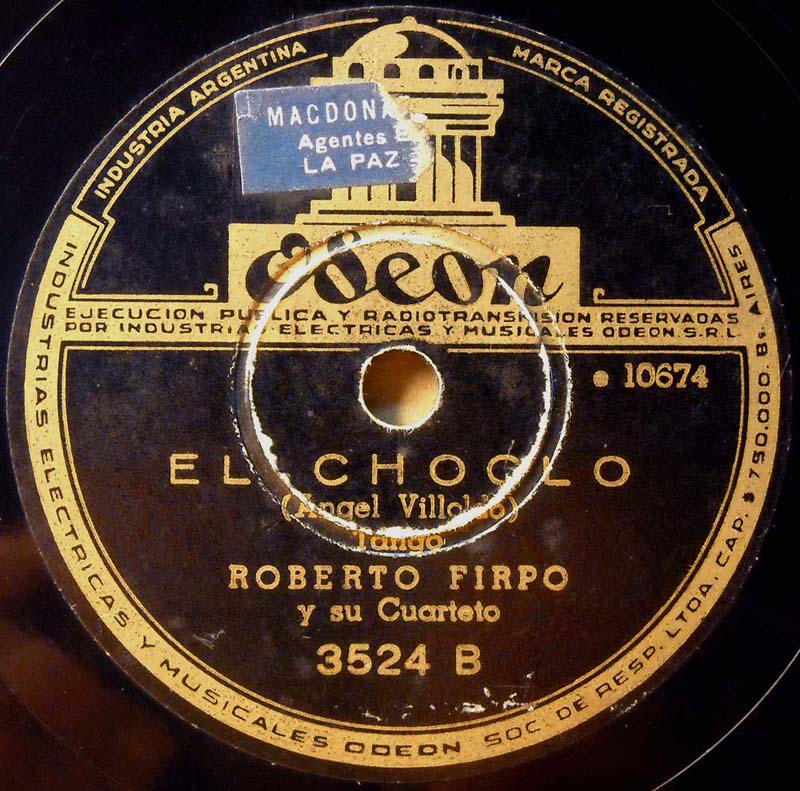 INDUSTRIA ARGENTINA
MARCA REGISTRADA
MACDONA
Agentes
LA PAZ
Odeon
EJECUCION PUBLICA Y RADIOTRANSMISION RESERVADAS
POR INDUSTRIAS ELECTRICAS Y MUSICALES ODEON S.R.L
10674
EL CHOCLO
(Angel Villoldo)
Tango
ROBERTO FIRPO
y su Cuarteto
3524 B
INDUSTRIAS ELECTRICAS Y MUSICALES ODEON SOC. DE RESP. LTDA. CAP. $ 750.000. Bs. AIRES